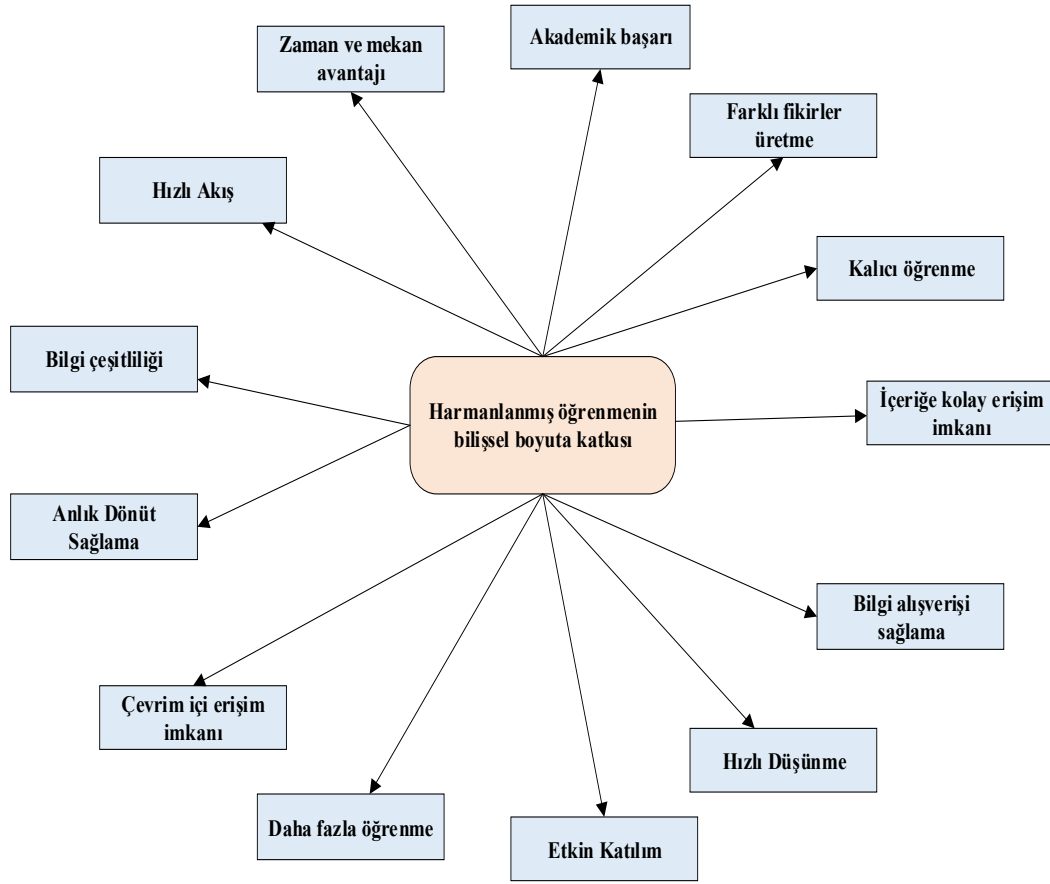 Akademik başarı
Zaman ve mekan
avantajı
Farklı fikirler
üretme
Hızlı Akış
Kalıcı öğrenme
Bilgi çeşitliliği
Harmanlanmış öğrenmenin
bilişsel boyuta katkısı
İçeriğe kolay erişim
imkanı
Anlık Dönüt
Sağlama
Bilgi alışverişi
sağlama
Çevrim içi erişim
imkanı
Hızlı Düşünme
Daha fazla öğrenme
Etkin Katılım